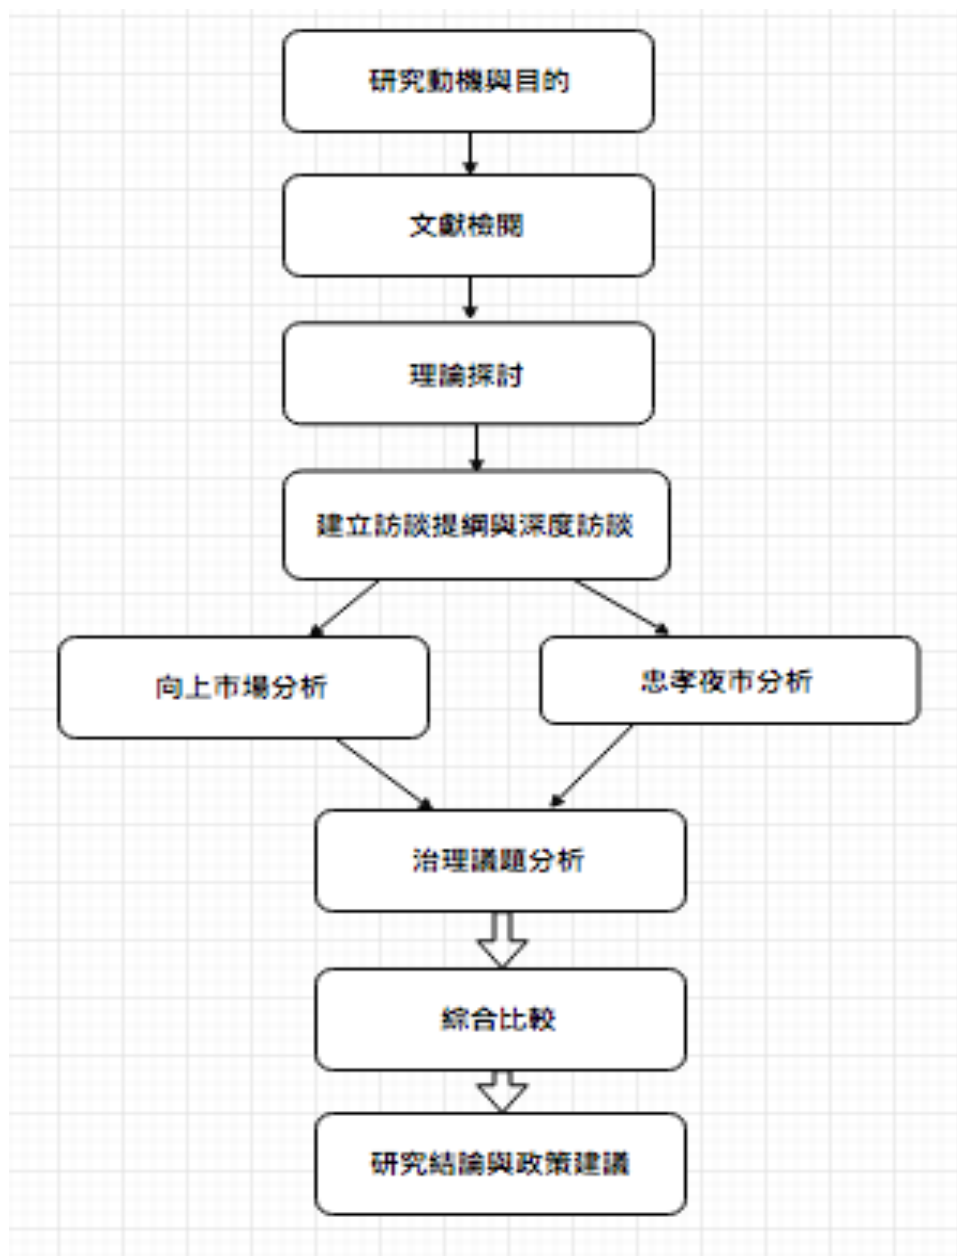 研究動機與目的
文獻檢閱
理論探討
建立訪談提綱與深度訪談
向上市場分析
忠孝夜市分析
治理議題分析
綜合比較
研究結論與政策建議